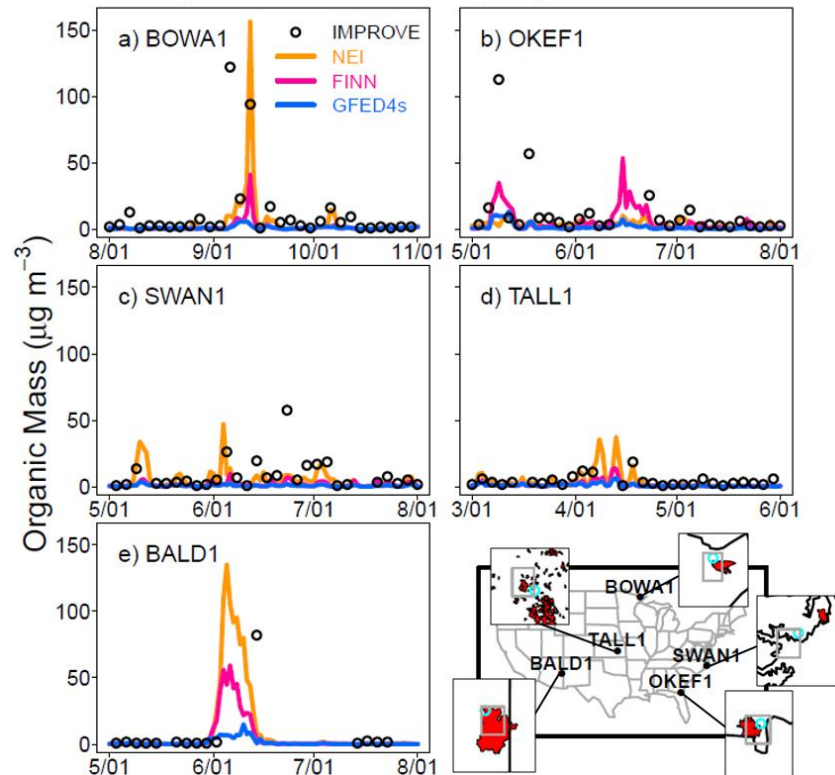 Organic Mass (μg m⁻³)
a) BOWA1
IMPROVE
NEI
FINN
GFED4s
150
100
50
0
8/01 9/01 10/01 11/01
b) OKEF1
5/01 6/01 7/01 8/01
c) SWAN1
150
100
50
0
5/01 6/01 7/01 8/01
d) TALL1
3/01 4/01 5/01 6/01
e) BALD1
150
100
50
0
5/01 6/01 7/01 8/01
BOWA1
TALL1
SWAN1
BALD1
OKEF1